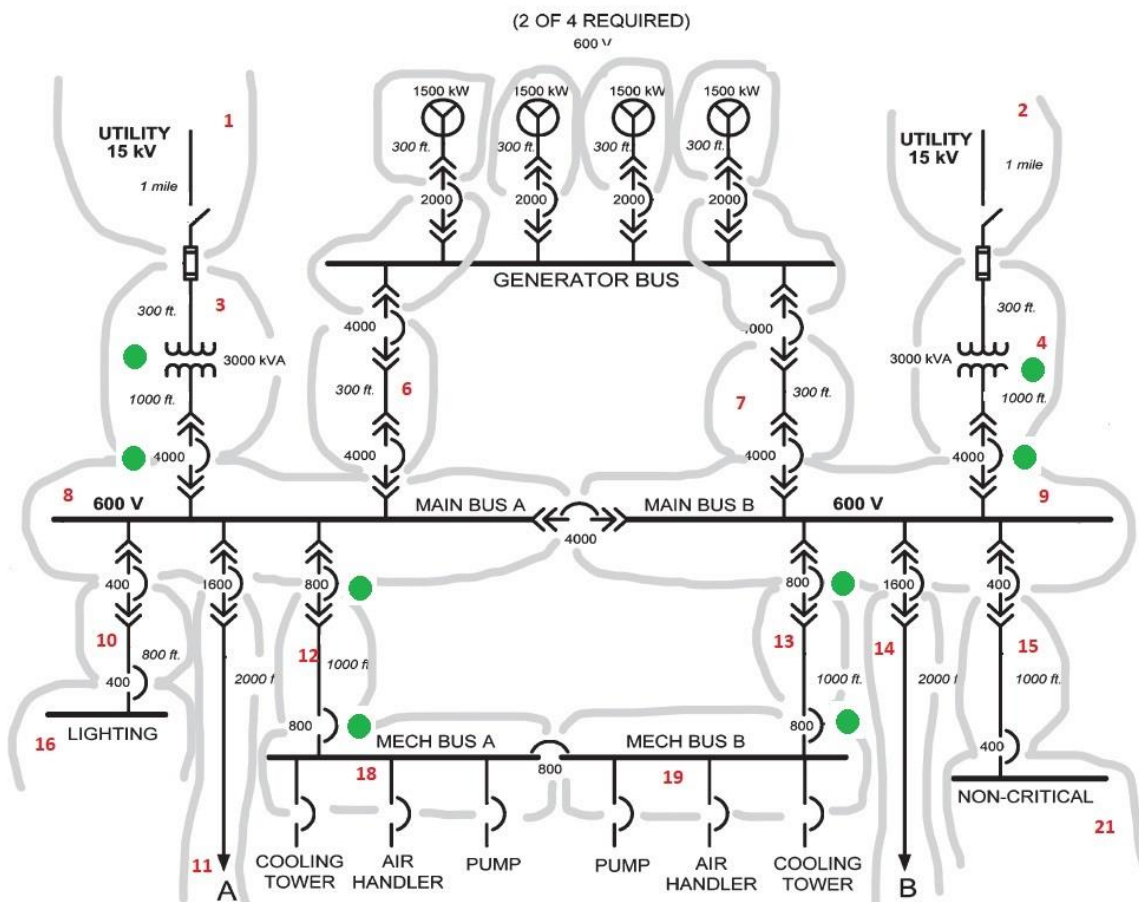 (2 OF 4 REQUIRED)
600 V
1500 kW 1500 kW 1500 kW 1500 kW
1 2
UTILITY
15 kV
UTILITY
15 kV
300 ft. 300 ft. 300 ft. 300 ft.
1 mile 1 mile
2000 2000 2000 2000
GENERATOR BUS
3
300 ft. 300 ft.
4000
4
3000 kVA 3000 kVA
6
300 ft.
7
300 ft.
1000 ft. 1000 ft.
4000 4000 4000 4000
8 600 V MAIN BUS A MAIN BUS B 600 V 9
4000
400 1600 800 800 1600 400
10 12 13 14 15
800 ft. 2000 f 1000 ft. 1000 ft. 2000 1000 ft.
400
LIGHTING
16
800 800 400
MECH BUS A MECH BUS B
18 800 19
NON-CRITICAL
21
11
A
COOLING
TOWER
AIR
HANDLER
PUMP
PUMP
AIR
HANDLER
COOLING
TOWER
B